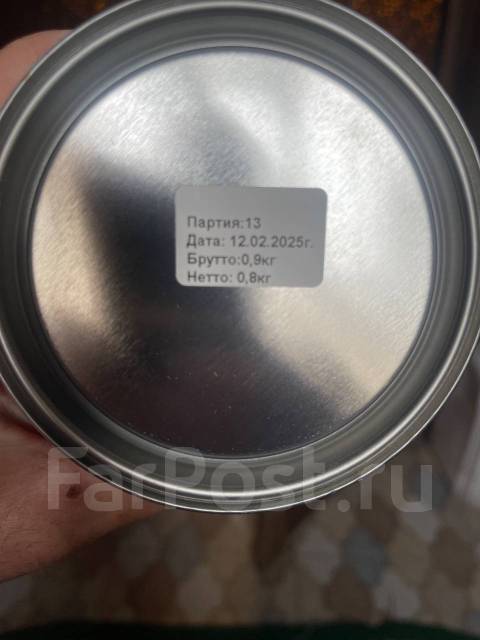 Партия:13
Дата: 12.02.2025г.
Брутто:0,9кг
Нетто: 0,8кг
FarPost.ru